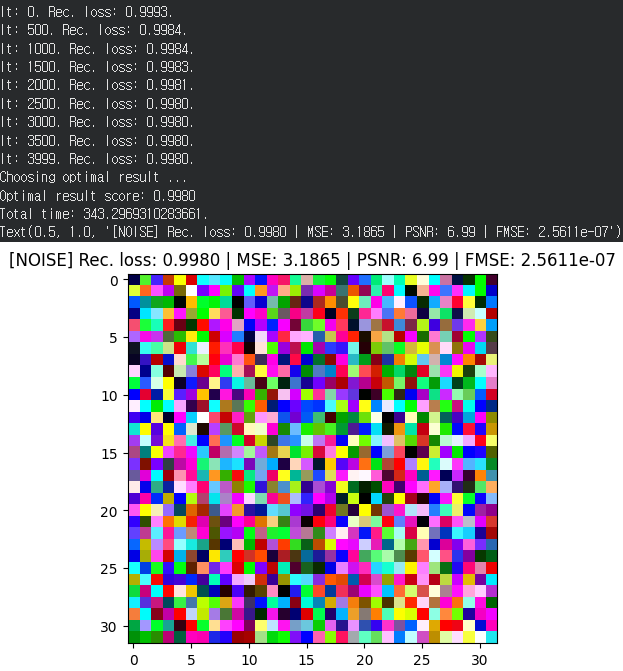 It: 0. Rec. loss: 0.9993.
It: 500. Rec. loss: 0.9984.
It: 1000. Rec. loss: 0.9984.
It: 1500. Rec. loss: 0.9983.
It: 2000. Rec. loss: 0.9981.
It: 2500. Rec. loss: 0.9980.
It: 3000. Rec. loss: 0.9980.
It: 3500. Rec. loss: 0.9980.
It: 3999. Rec. loss: 0.9980.
Choosing optimal result ...
Optimal result score: 0.9980
Total time: 343.2969310283661.
Text(0.5, 1.0, '[NOISE] Rec. loss: 0.9980 | MSE: 3.1865 | PSNR: 6.99 | FMSE: 2.5611e-07')
[NOISE] Rec. loss: 0.9980 | MSE: 3.1865 | PSNR: 6.99 | FMSE: 2.5611e-07
0
5
10
15
20
25
30
0 5 10 15 20 25 30